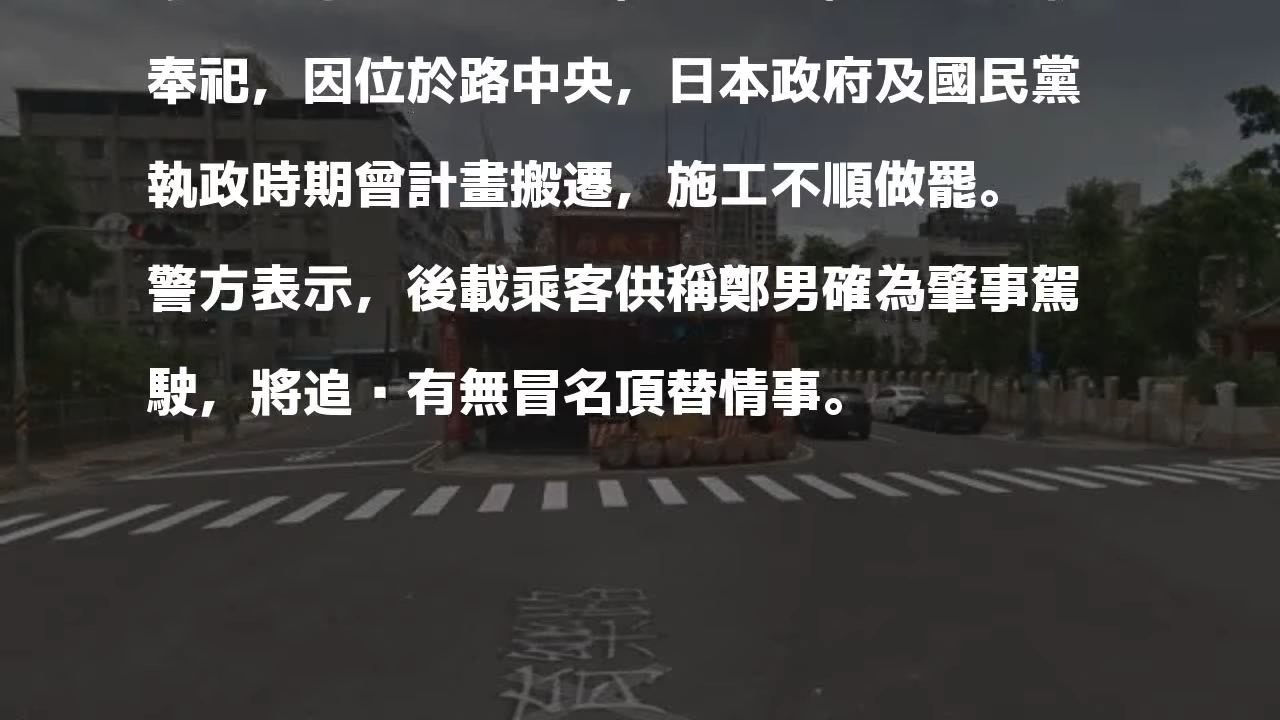 奉祀，因位於路中央，日本政府及國民黨
執政時期曾計畫搬遷，施工不順做罷。
警方表示，後載乘客供稱鄭男確為肇事駕
駛，將追·有無冒名頂替情事。